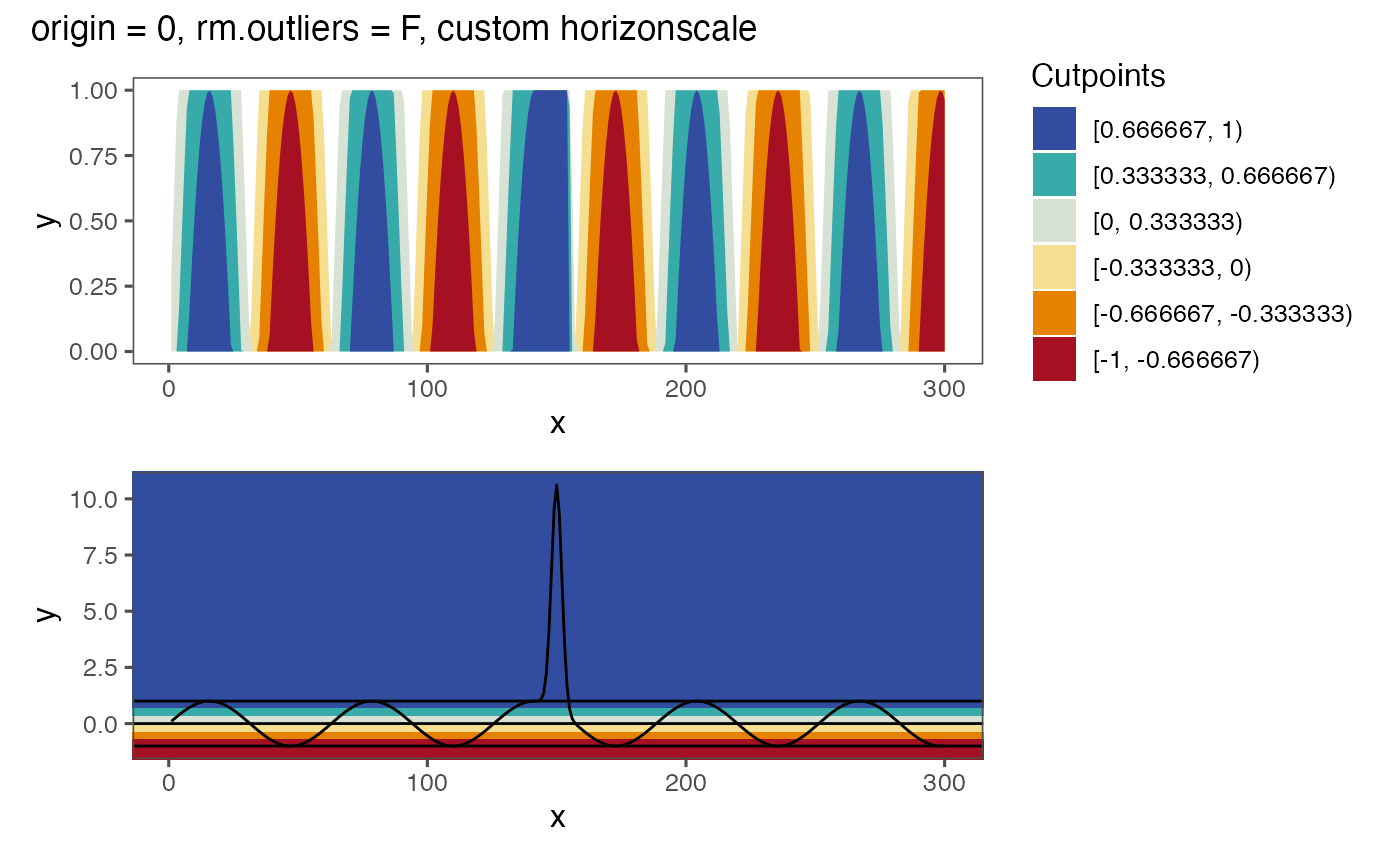 origin = 0, rm.outliers = F, custom horizonscale
y
1.00
0.75
0.50
0.25
0.00
0 100 200 300
x
Cutpoints
[0.666667, 1)
[0.333333, 0.666667)
[0, 0.333333)
[-0.333333, 0)
[-0.666667, -0.333333)
[-1, -0.666667)
y
10.0
7.5
5.0
2.5
0.0
0 100 200 300
x